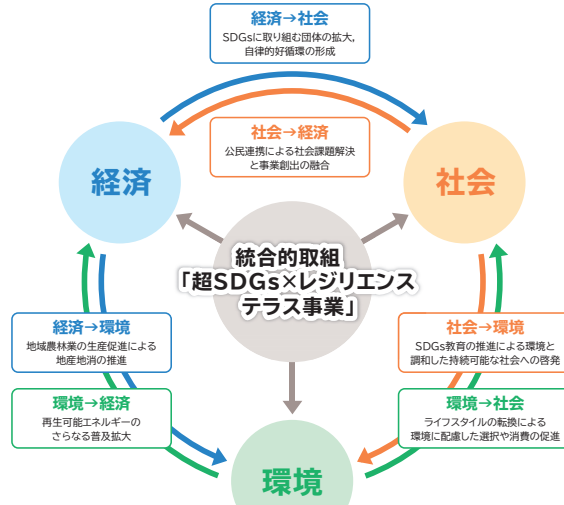 経済→社会
SDGsに取り組む団体の拡大,
自律的好循環の形成
社会→経済
公民連携による社会課題解決
と事業創出の融合
経済
社会
統合的取組
「超SDGs×レジリエンス
テラス事業」
経済→環境
地域農林業の生産促進による
地産地消の推進
環境→経済
再生可能エネルギーの
さらなる普及拡大
社会→環境
SDGs教育の推進による環境と
調和した持続可能な社会への啓発
環境→社会
ライフスタイルの転換による
環境に配慮した選択や消費の促進
環境